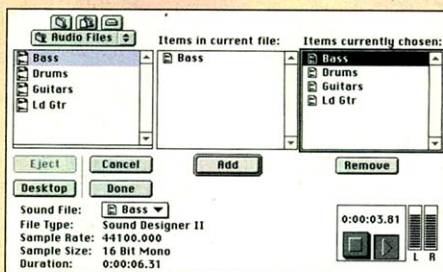 Audio Files
Bass
Drums
Guitars
Ld Gtr
Items in current file:
Bass
Items currently chosen:
Bass
Drums
Guitars
Ld Gtr
Eject
Cancel
Add
Remove
Desktop
Done
Sound File: Bass
File Type: Sound Designer II
Sample Rate: 44100.000
Sample Size: 16 Bit Mono
Duration: 0:00:06.31
0:00:03.81
L R